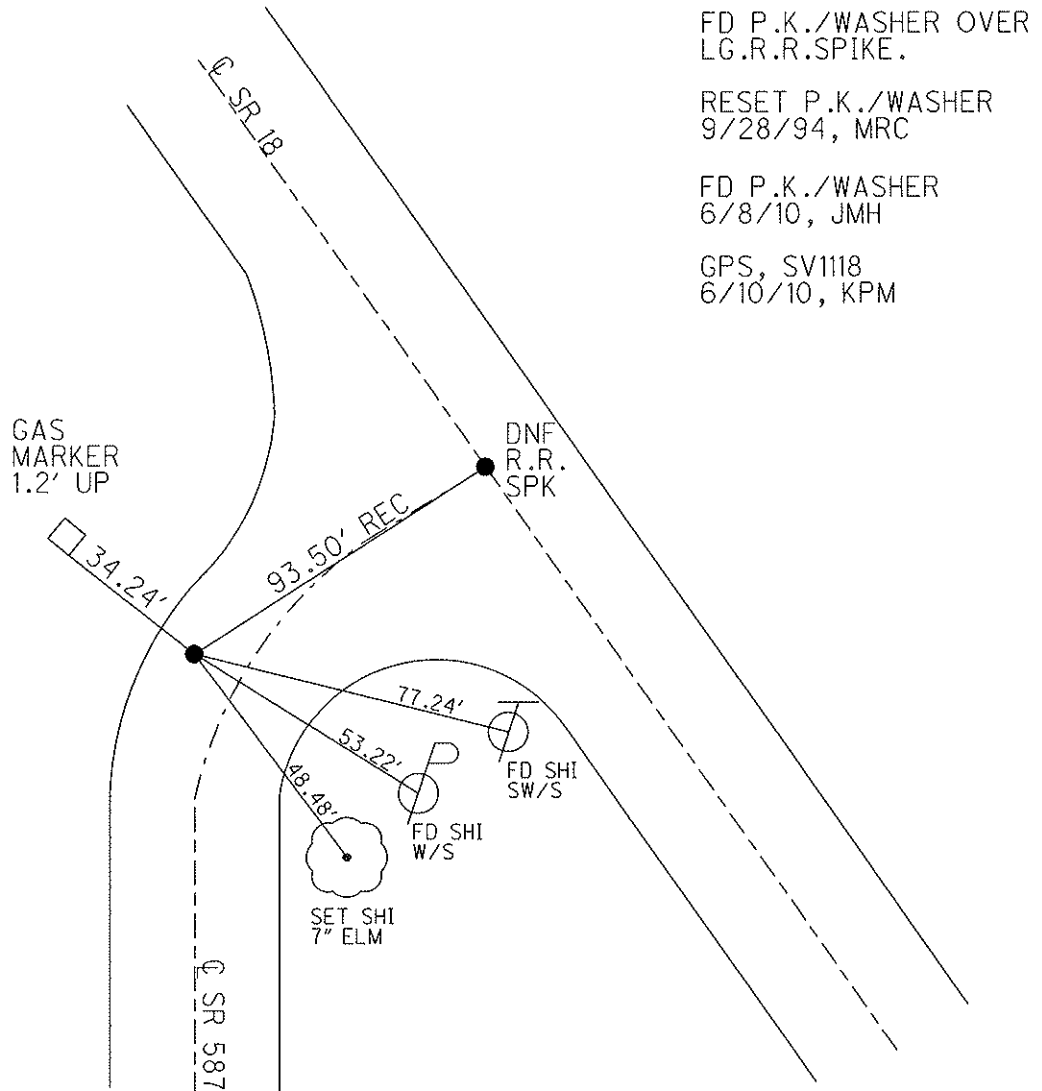 FD P.K./WASHER OVER
LG.R.R.SPIKE.
RESET P.K./WASHER
9/28/94, MRC
FD P.K./WASHER
6/8/10, JMH
GPS, SV1118
6/10/10, KPM
℄ SR 18
DNF
R.R.
SPK
GAS
MARKER
1.2' UP
34.24'
93.50' REC
77.24'
53.22'
48.48'
FD SHI
SW/S
FD SHI
W/S
SET SHI
7" ELM
℄ SR 587